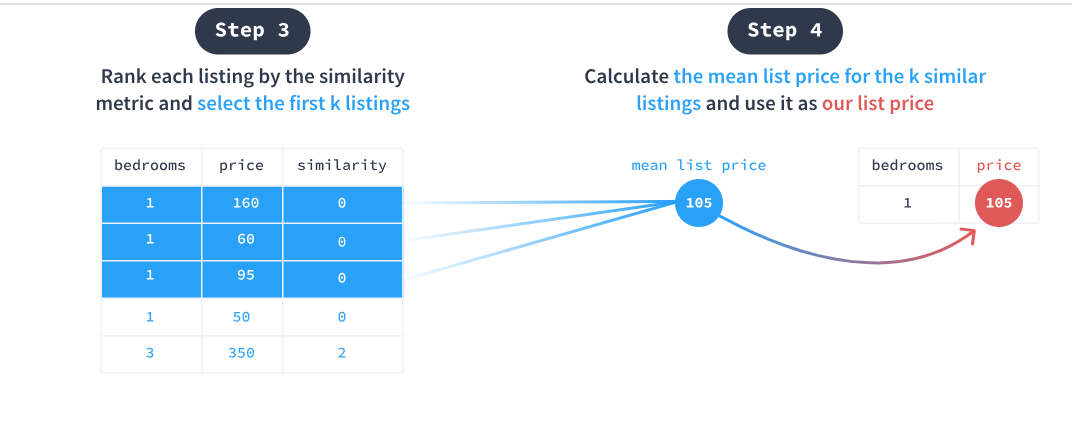 Step 3
Rank each listing by the similarity
metric and select the first k listings
bedrooms price similarity
1 160 0
1 60 0
1 95 0
1 50 0
3 350 2
Step 4
Calculate the mean list price for the k similar
listings and use it as our list price
mean list price
105
bedrooms price
1 105